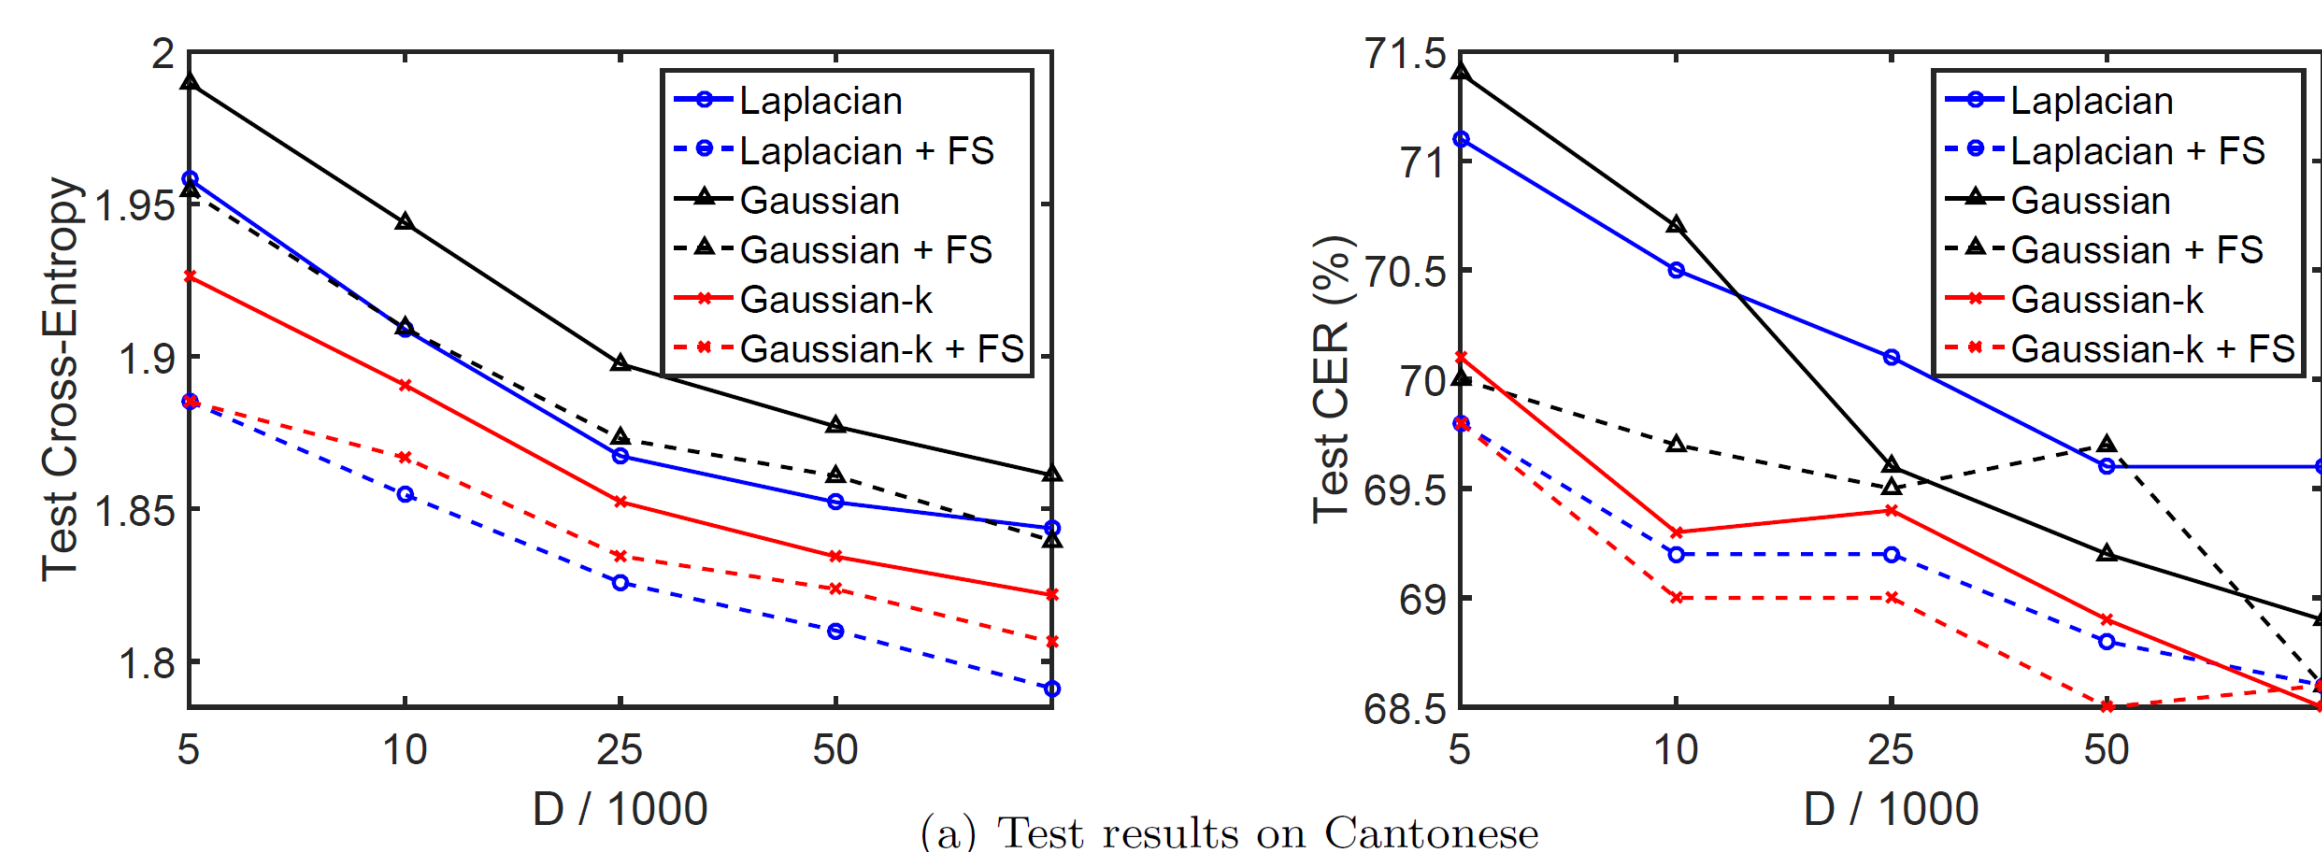 2
1.95
1.9
1.85
1.8
Test Cross-Entropy
5 10 25 50
D / 1000
Laplacian
Laplacian + FS
Gaussian
Gaussian + FS
Gaussian-k
Gaussian-k + FS
71.5
71
70.5
70
69.5
69
68.5
Test CER (%)
5 10 25 50
D / 1000
Laplacian
Laplacian + FS
Gaussian
Gaussian + FS
Gaussian-k
Gaussian-k + FS
(a) Test results on Cantonese